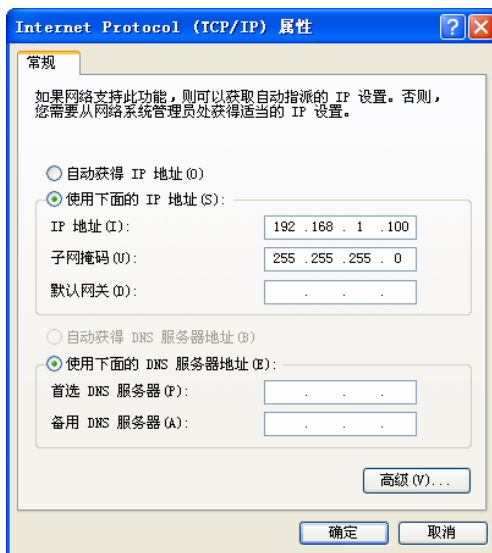 Internet Protocol (TCP/IP) 属性
常规
如果网络支持此功能，则可以获取自动指派的 IP 设置。否则，
您需要从网络系统管理员处获得适当的 IP 设置。
自动获得 IP 地址(O)
使用下面的 IP 地址(S):
IP 地址(I): 192 .168 . 1 .100
子网掩码(U): 255 .255 .255 . 0
默认网关(D): . . .
自动获得 DNS 服务器地址(B)
使用下面的 DNS 服务器地址(E):
首选 DNS 服务器(P): . . .
备用 DNS 服务器(A): . . .
高级(V)...
确定 取消